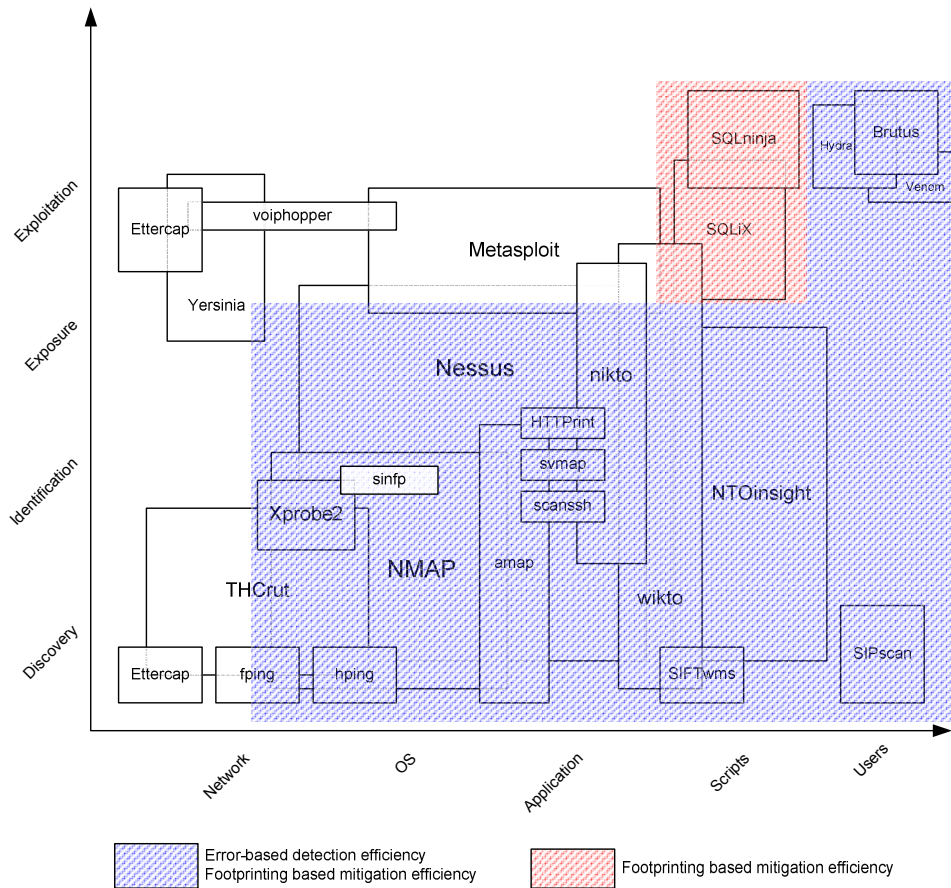 SQLninja
Brutus
Hydra
Venom
Exploitation
voiphopper
Ettercap
SQLiX
Metasploit
Yersinia
Exposure
Nessus
nikto
HTTPrint
svmap
Identification
sinfp
scanssh
NTOinsight
Xprobe2
NMAP
amap
THCrut
wikto
Discovery
Ettercap
fping
hping
SIFTwms
SIPscan
Network
OS
Application
Scripts
Users
Error-based detection efficiency
Footprinting based mitigation efficiency
Footprinting based mitigation efficiency